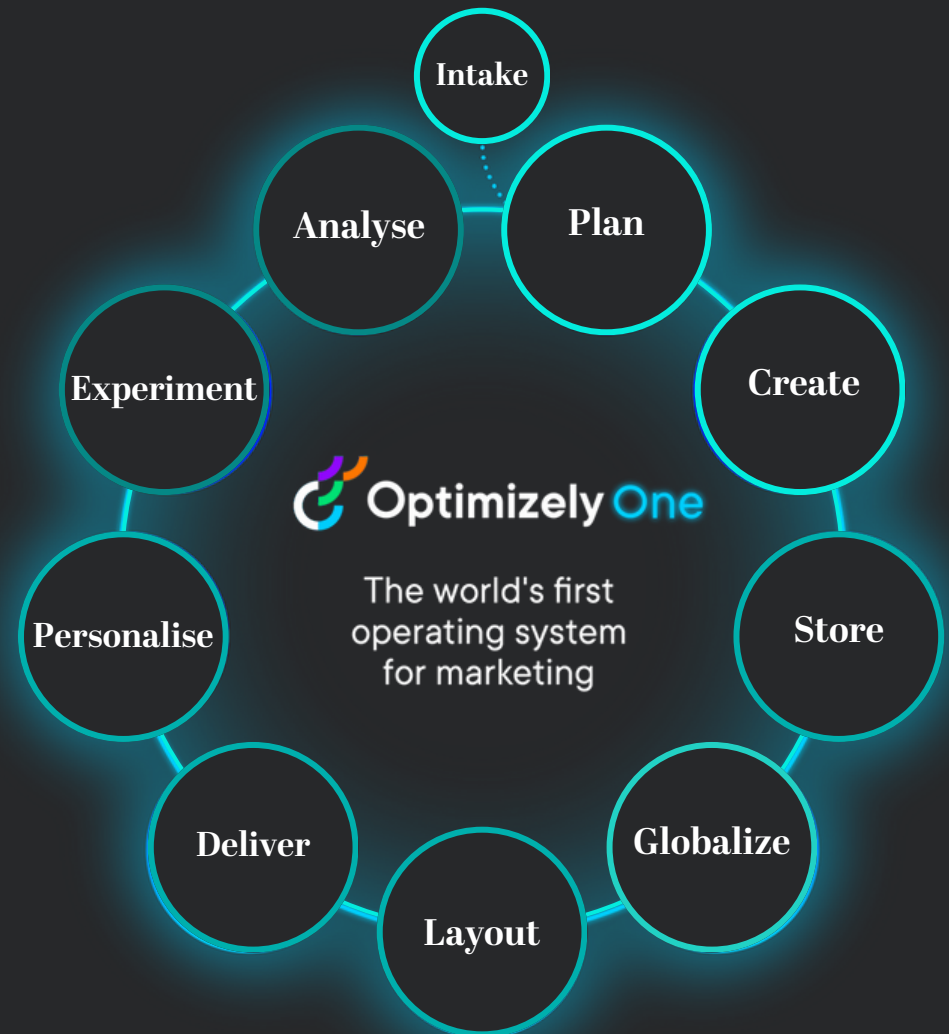 Intake
Analyse
Plan
Experiment
Create
Optimizely One
The world's first
operating system
for marketing
Personalise
Store
Deliver
Globalize
Layout